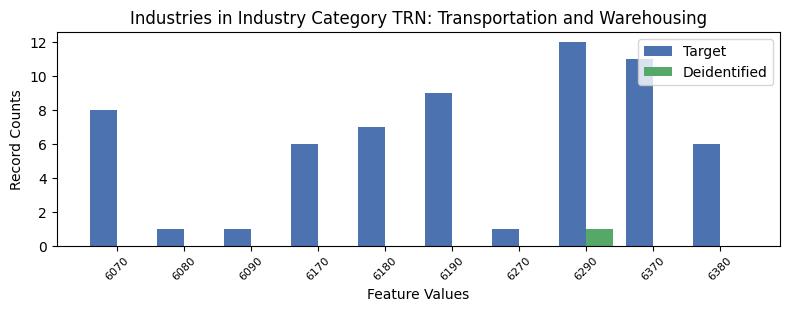 Industries in Industry Category TRN: Transportation and Warehousing
Target
Deidentified
Record Counts
12
10
8
6
4
2
0
6070 6080 6090 6170 6180 6190 6270 6290 6370 6380
Feature Values